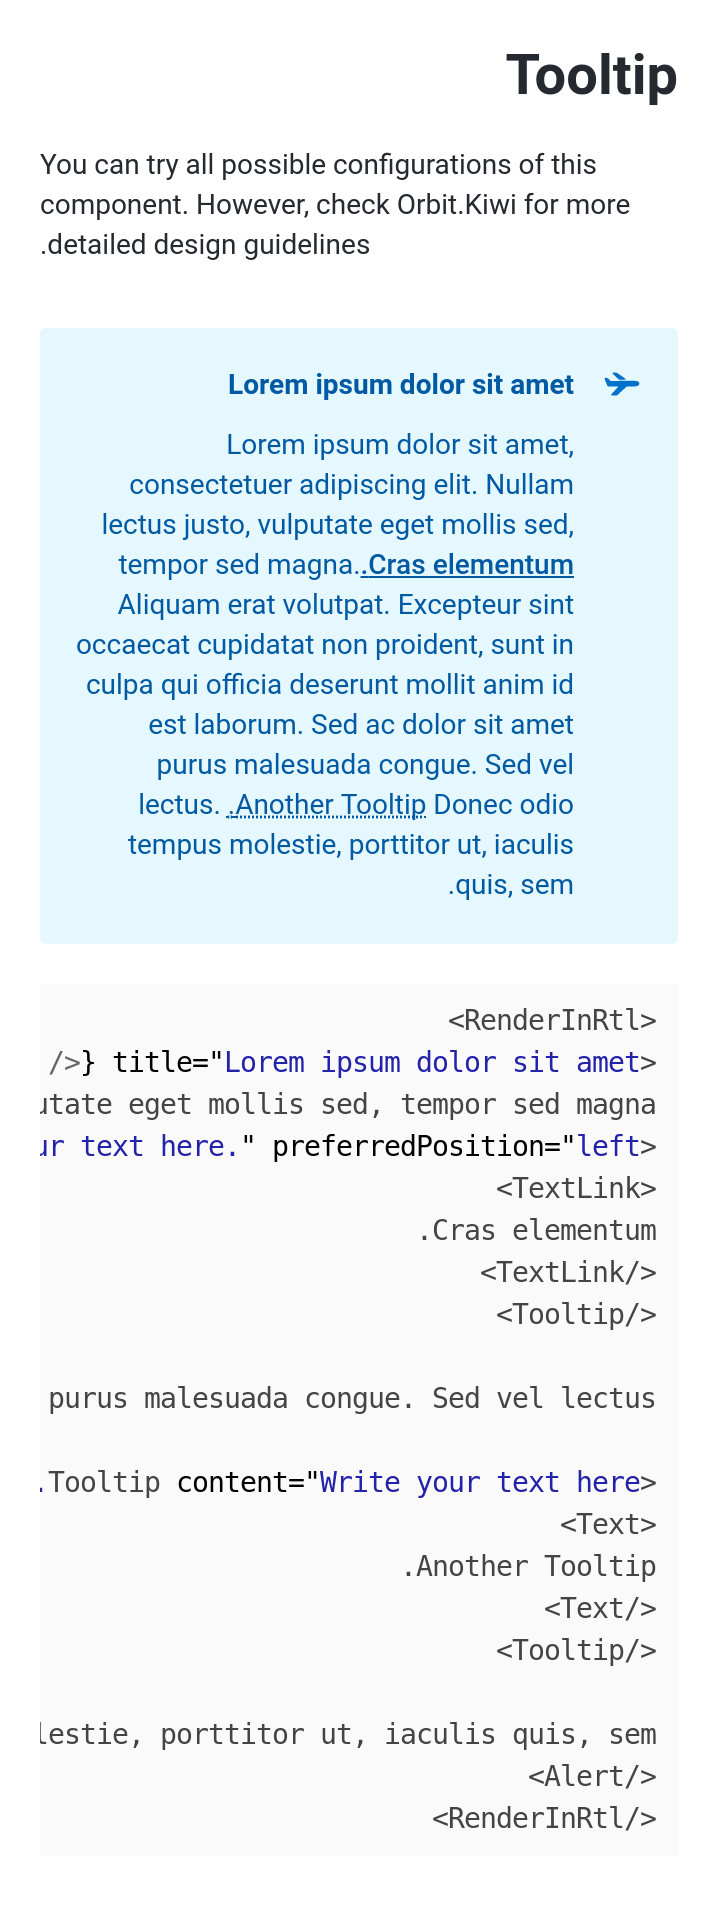 Tooltip
You can try all possible configurations of this
component. However, check Orbit.Kiwi for more
.detailed design guidelines
Lorem ipsum dolor sit amet
Lorem ipsum dolor sit amet,
consectetuer adipiscing elit. Nullam
lectus justo, vulputate eget mollis sed,
tempor sed magna..Cras elementum
Aliquam erat volutpat. Excepteur sint
occaecat cupidatat non proident, sunt in
culpa qui officia deserunt mollit anim id
est laborum. Sed ac dolor sit amet
purus malesuada congue. Sed vel
lectus. .Another Tooltip Donec odio
tempus molestie, porttitor ut, iaculis
.quis, sem
<RenderInRtl>
/>} title="Lorem ipsum dolor sit amet>
eget mollis sed, tempor sed magna
text here." preferredPosition="left>
<TextLink>
.Cras elementum
<TextLink/>
<Tooltip/>
purus malesuada congue. Sed vel lectus
.Tooltip content="Write your text here>
<Text>
.Another Tooltip
<Text/>
<Tooltip/>
porttitor ut, iaculis quis, sem
<Alert/>
<RenderInRtl/>